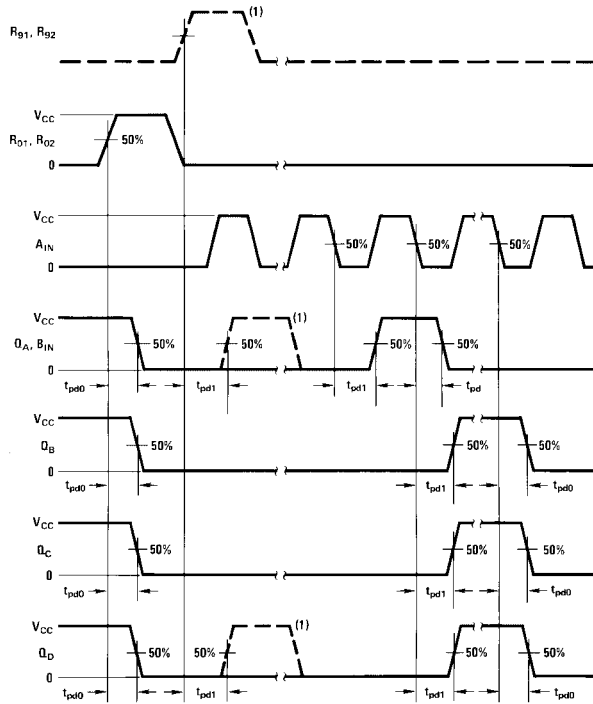 R91, R92 (1)
VCC
R01, R02 50%
0
VCC
AIN 50% 50% 50%
0
VCC (1)
QA, BIN 50% 50% 50% 50%
0
tpd0 tpd1 tpd1 tpd
VCC
QB 50% 50% 50%
0
tpd0 tpd1 tpd0
VCC
QC 50% 50% 50%
0
tpd0 tpd1 tpd0
VCC (1)
QD 50% 50% 50% 50%
0
tpd0 tpd1 tpd1 tpd0